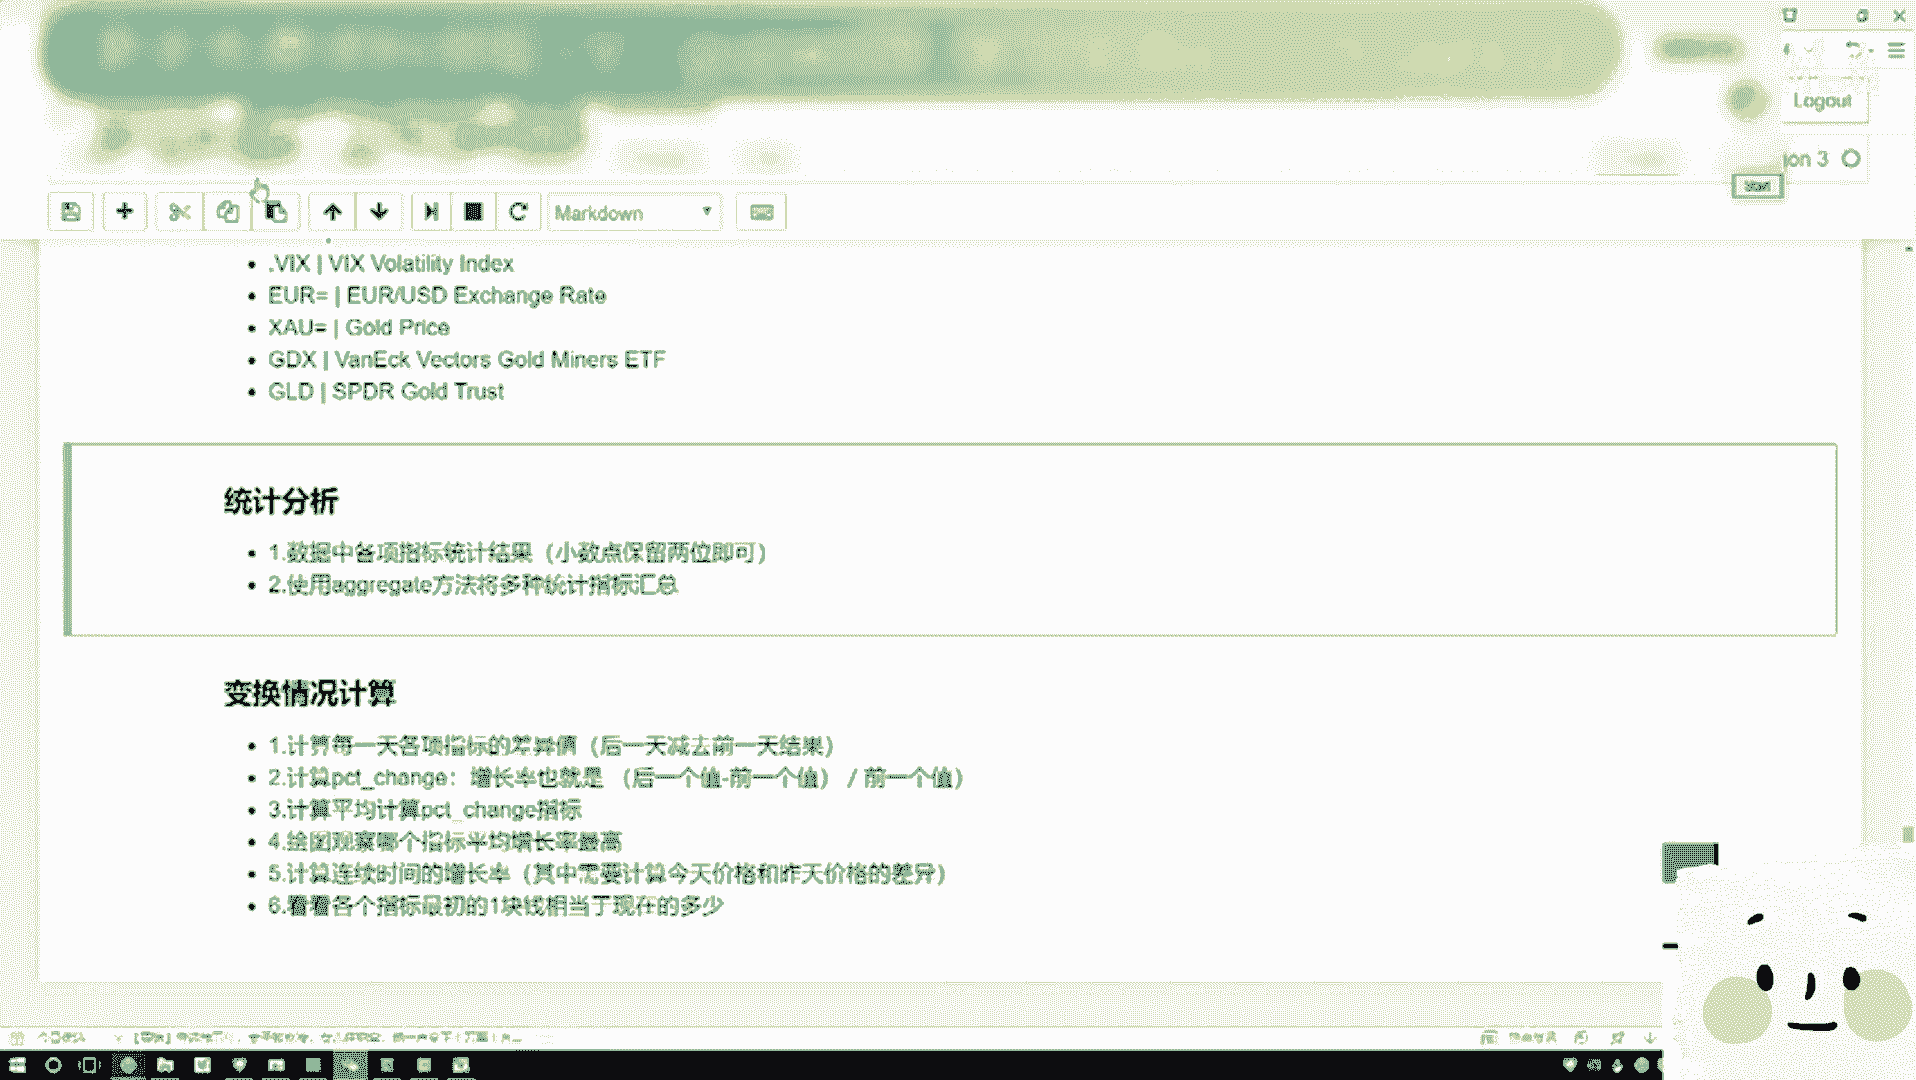 Logout
on 3
Markdown
.VIX | VIX Volatility Index
EUR= | EUR/USD Exchange Rate
XAU= | Gold Price
GDX | VanEck Vectors Gold Miners ETF
GLD | SPDR Gold Trust
统计分析
1.数据中各项指标统计结果（小数点保留两位即可）
2.使用aggregate方法将多种统计指标汇总
变换情况计算
1.计算每一天各项指标的差异值（后一天减去前一天结果）
2.计算pct_change：增长率也就是 （后一个值-前一个值） / 前一个值）
3.计算平均计算pct_change指标
4.绘图观察哪个指标平均增长率最高
5.计算连续时间的增长率（其中需要计算今天价格和昨天价格的差异）
6.看看各个指标最初的1块钱相当于现在的多少